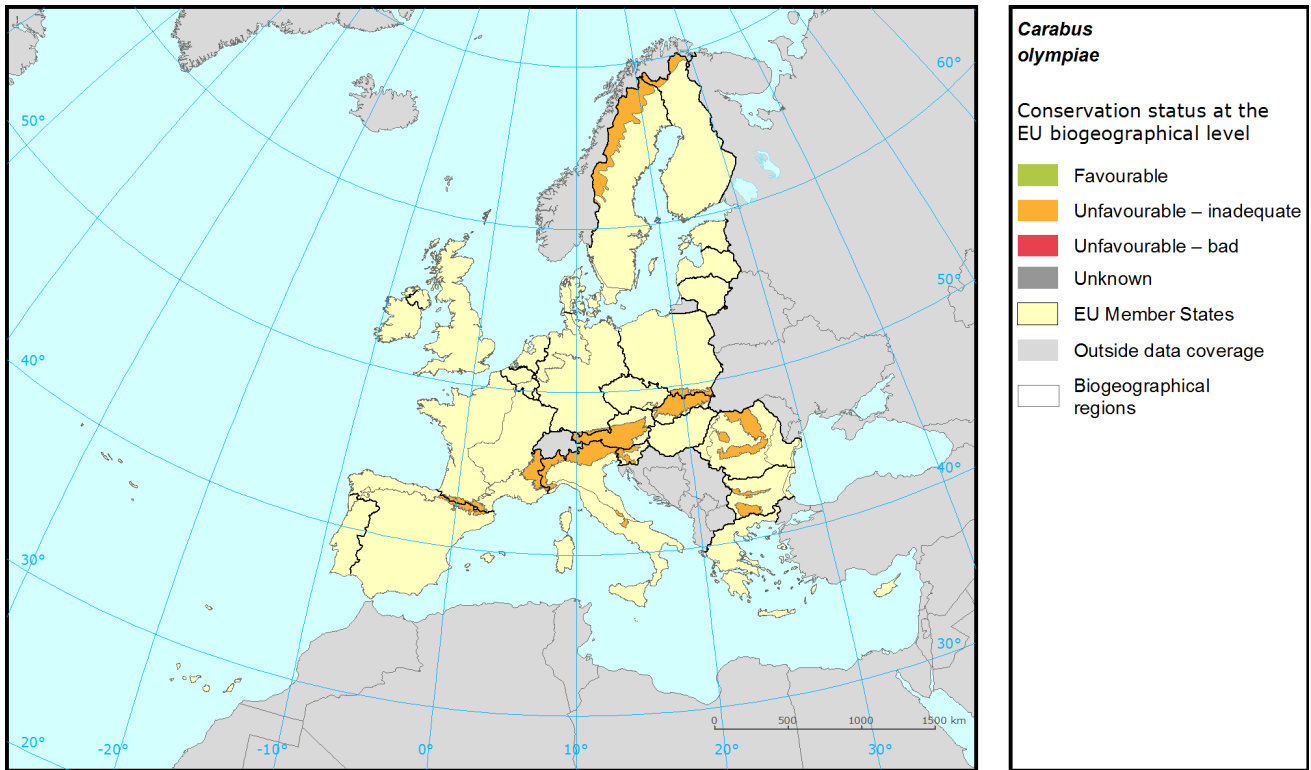 Carabus
olympiae
Conservation status at the
EU biogeographical level
Favourable
Unfavourable – inadequate
Unfavourable – bad
Unknown
EU Member States
Outside data coverage
Biogeographical
regions
60°
50°
50°
40°
40°
30°
30°
20°
-20°
-10°
0°
10°
20°
30°
0
500
1000
1500 km